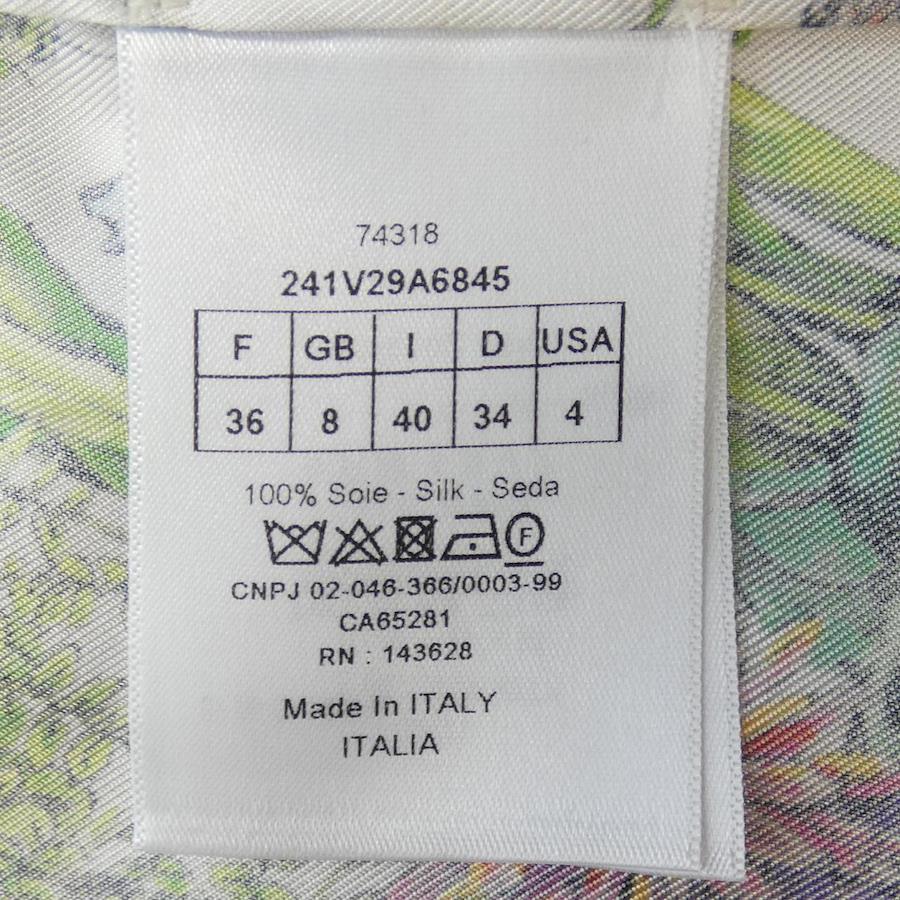 74318
241V29A6845
F GB I D USA
36 8 40 34 4
100% Soie - Silk - Seda
F
CNPJ 02-046-366/0003-99
CA65281
RN : 143628
Made In ITALY
ITALIA